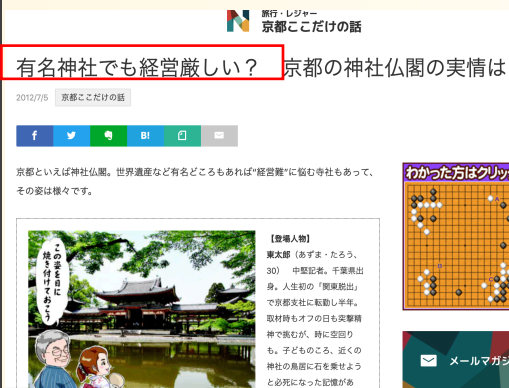 旅行・レジャー
京都ここだけの話
有名神社でも経営厳しい？ 京都の神社仏閣の実情は
2012/7/5 京都ここだけの話
f B!
京都といえば神社仏閣。世界遺産など有名どころもあれば“経営難”に悩む寺社もあって、
その姿は様々です。
わかった方はクリッ
この姿を目に
焼き付けておこう
【登場人物】
東太郎（あずま・たろう、
30） 中堅記者。千葉県出
身。人生初の「関東脱出」
で京都支社に転勤し半年。
取材時もオフの日も突撃精
神で挑むが、時に空回り
も。子どものころ、近くの
神社の鳥居に石を乗せよう
と必死になった記憶があ
メールマガジ